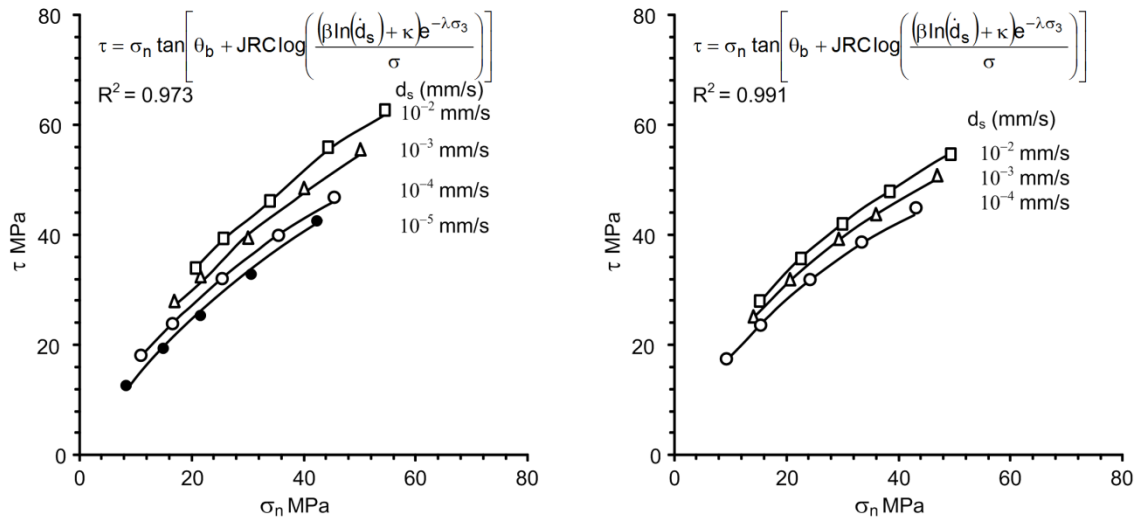 τ = σn tan[θb + JRC log((βln(ḋs) + κ)e^−λσ3 / σ)]
R² = 0.973
ds (mm/s)
10⁻² mm/s
10⁻³ mm/s
10⁻⁴ mm/s
10⁻⁵ mm/s
80
60
40
20
0
τ MPa
0 20 40 60 80
σn MPa
τ = σn tan[θb + JRC log((βln(ḋs) + κ)e^−λσ3 / σ)]
R² = 0.991
ds (mm/s)
10⁻² mm/s
10⁻³ mm/s
10⁻⁴ mm/s
80
60
40
20
0
τ MPa
0 20 40 60 80
σn MPa